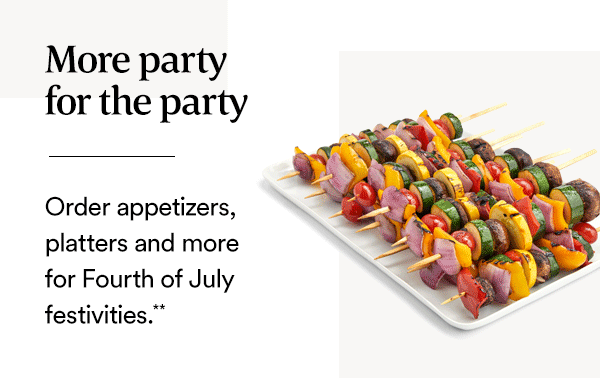 More party
for the party
Order appetizers,
platters and more
for Fourth of July
festivities.**